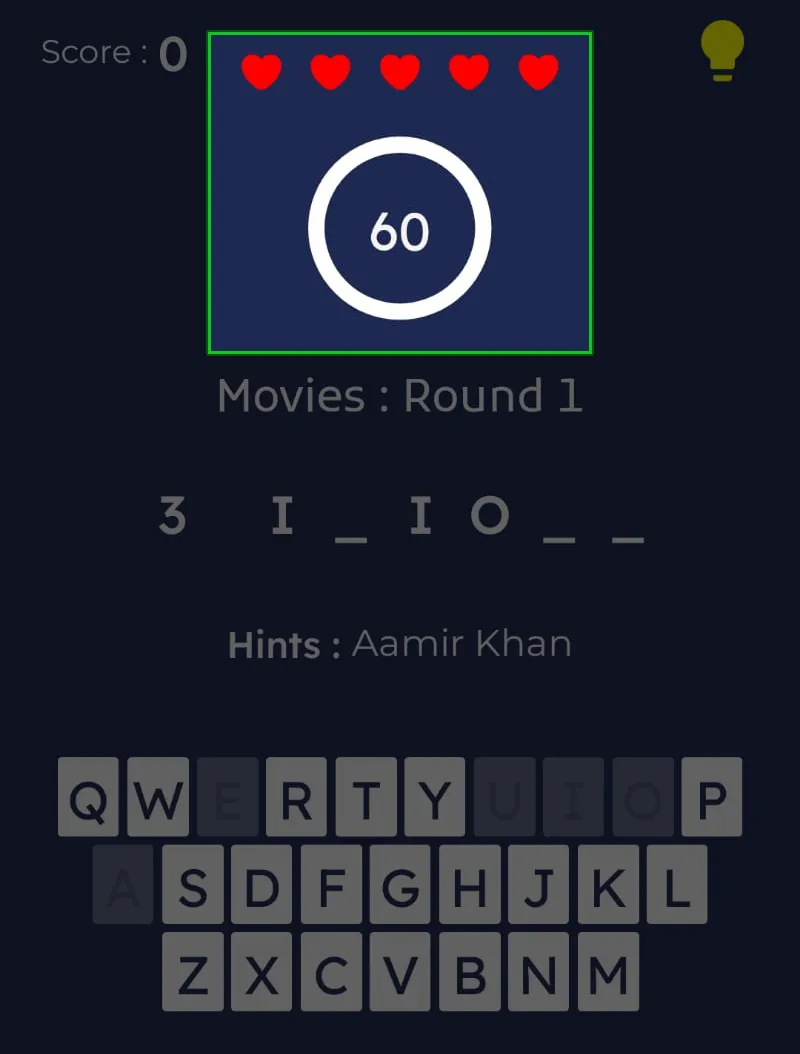 Score : 0
60
Movies : Round 1
3 I _ I O _ _
Hints : Aamir Khan
Q W E R T Y U I O P
A S D F G H J K L
Z X C V B N M